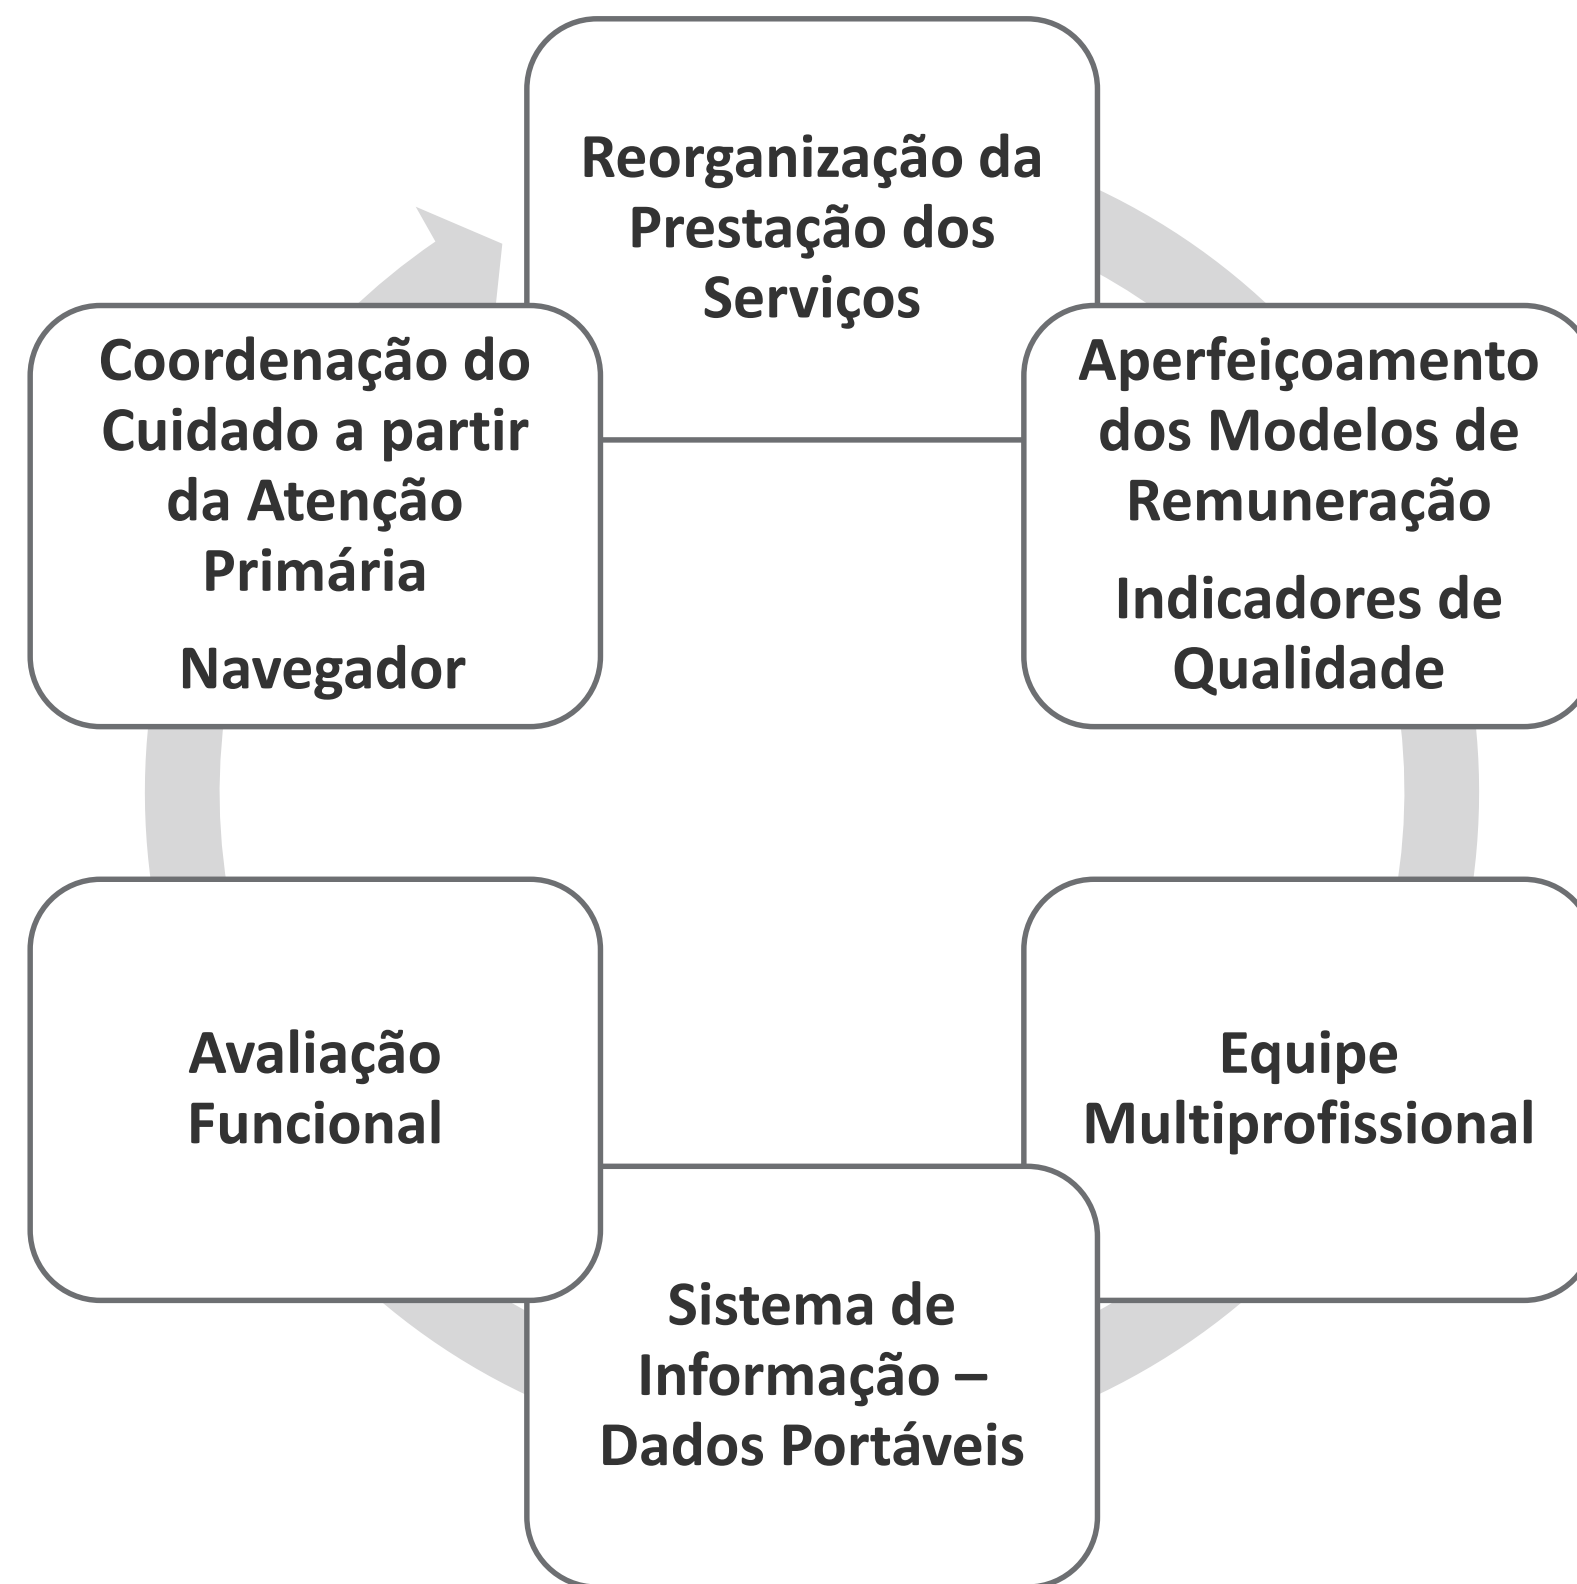 Reorganização da
Prestação dos
Serviços
Aperfeiçoamento
dos Modelos de
Remuneração
Indicadores de
Qualidade
Equipe
Multiprofissional
Sistema de
Informação –
Dados Portáveis
Avaliação
Funcional
Coordenação do
Cuidado a partir
da Atenção
Primária
Navegador